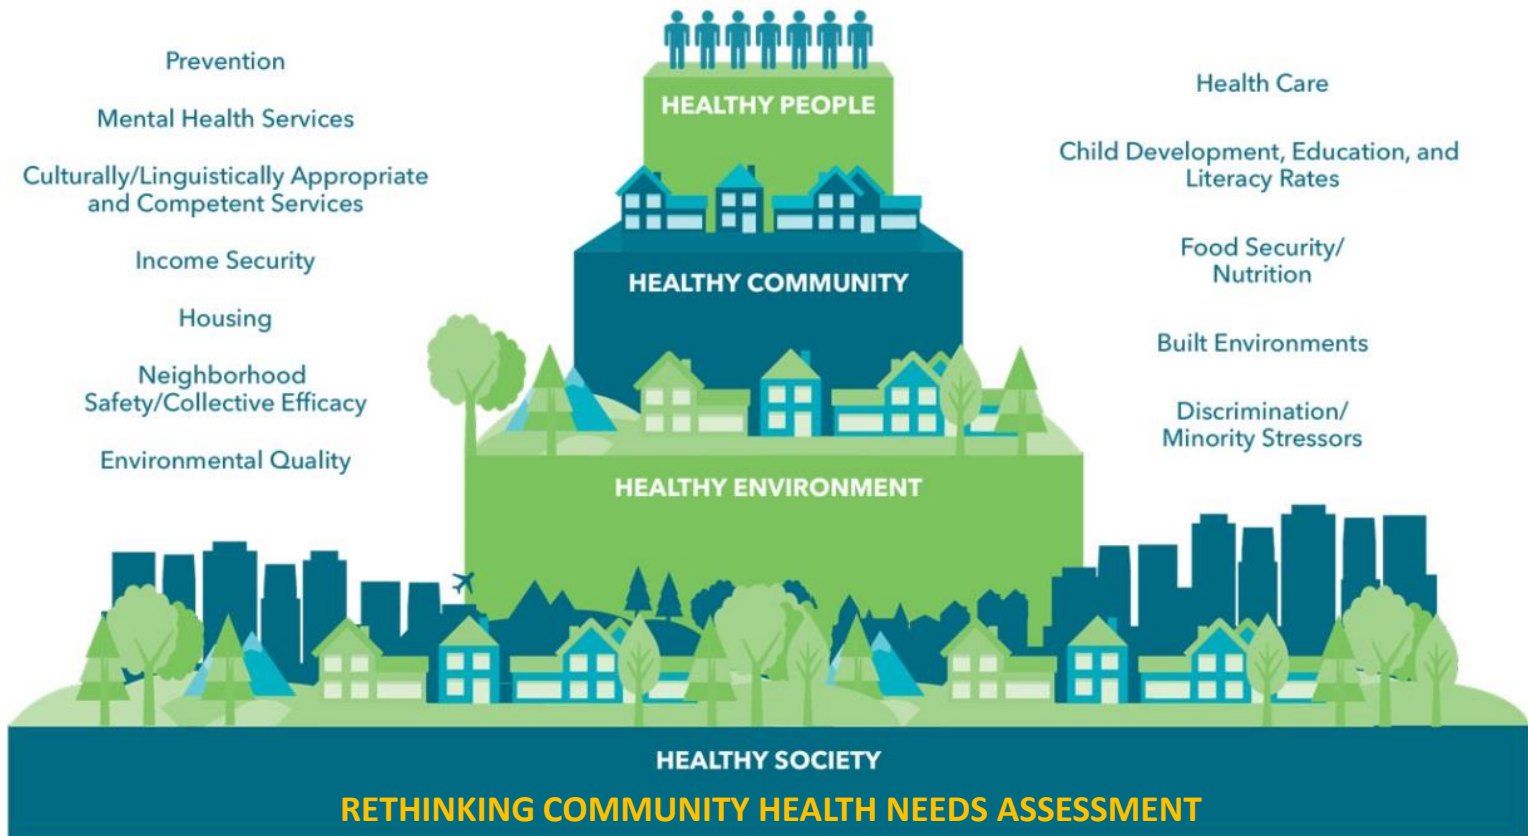 Prevention
Mental Health Services
Culturally/Linguistically Appropriate
and Competent Services
Income Security
Housing
Neighborhood
Safety/Collective Efficacy
Environmental Quality
HEALTHY PEOPLE
HEALTHY COMMUNITY
HEALTHY ENVIRONMENT
Health Care
Child Development, Education, and
Literacy Rates
Food Security/
Nutrition
Built Environments
Discrimination/
Minority Stressors
HEALTHY SOCIETY
RETHINKING COMMUNITY HEALTH NEEDS ASSESSMENT